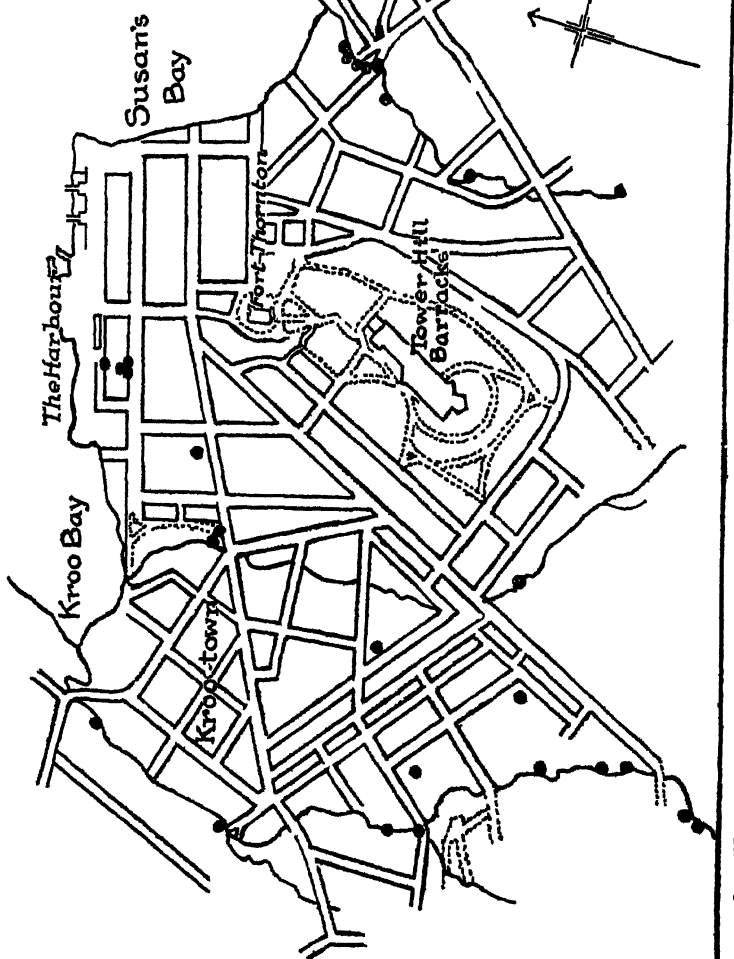 Susan's
Bay
The Harbour
Fort Thornton
Tower Hill
Barracks
Kroo Bay
Kroo-town